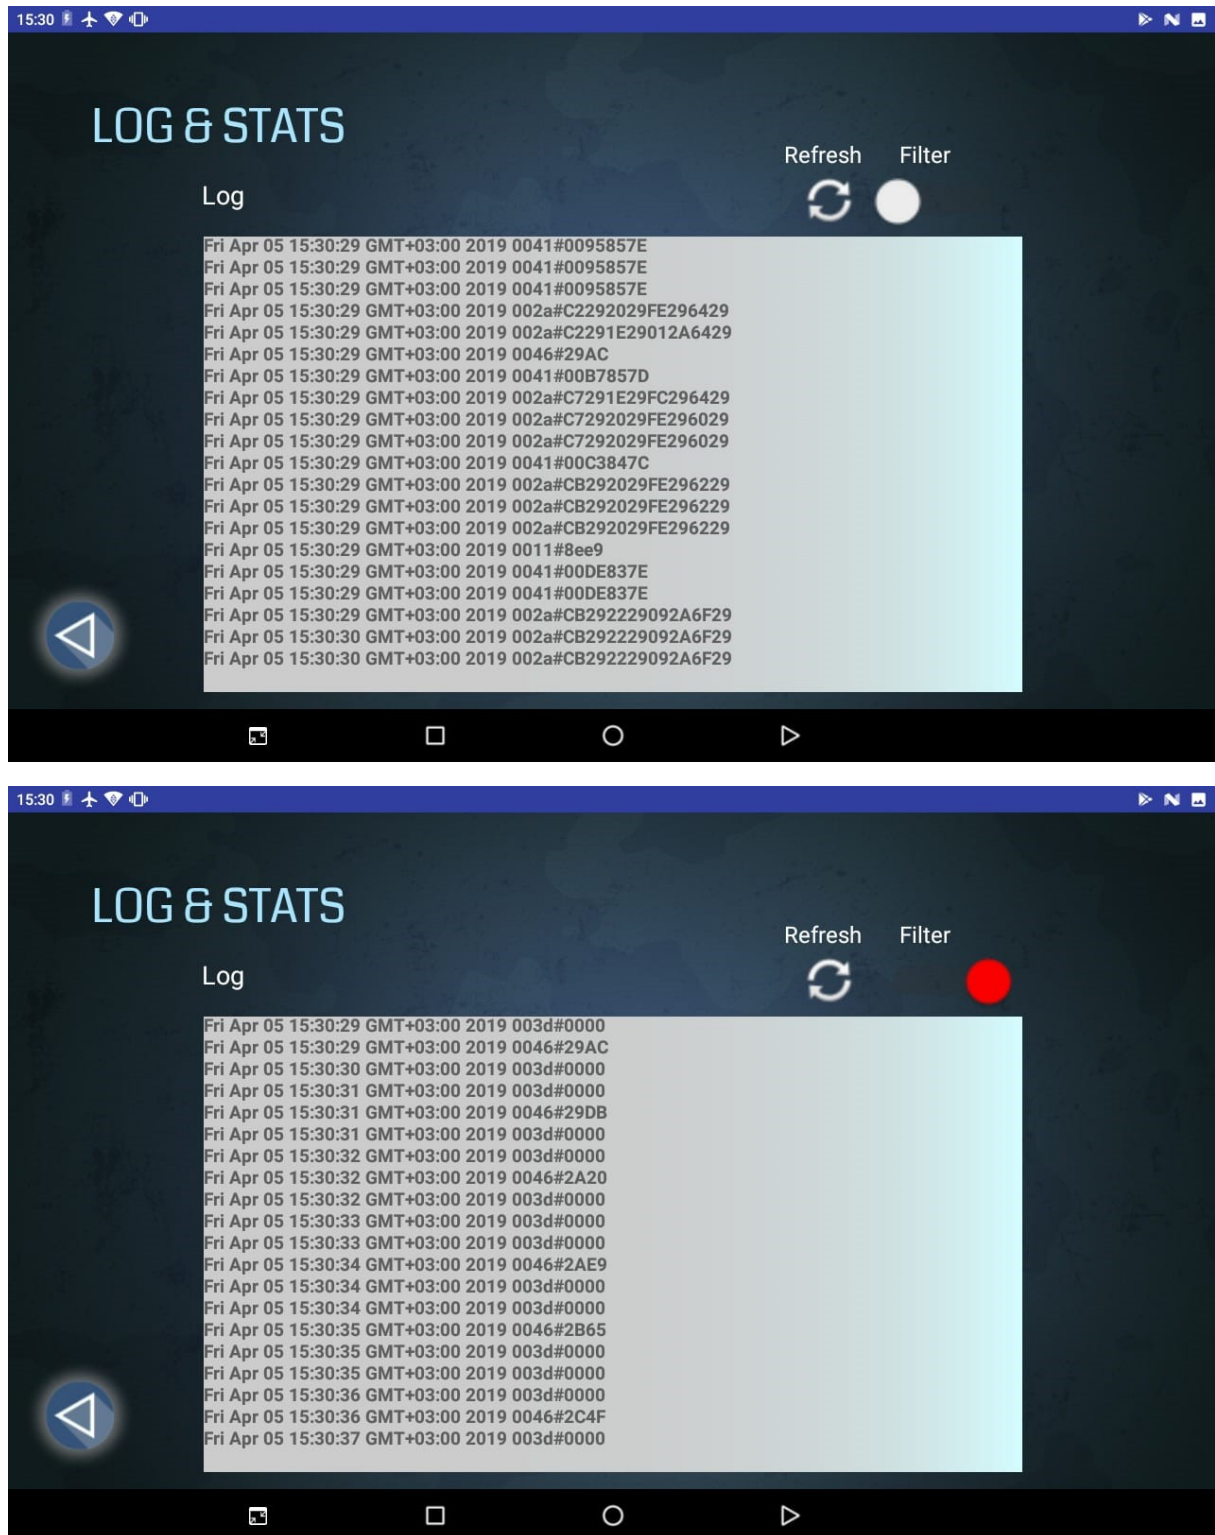 15:30
LOG & STATS
Refresh Filter
Log
Fri Apr 05 15:30:29 GMT+03:00 2019 0041#0095857E
Fri Apr 05 15:30:29 GMT+03:00 2019 0041#0095857E
Fri Apr 05 15:30:29 GMT+03:00 2019 0041#0095857E
Fri Apr 05 15:30:29 GMT+03:00 2019 002a#C2292029FE296429
Fri Apr 05 15:30:29 GMT+03:00 2019 002a#C2291E29012A6429
Fri Apr 05 15:30:29 GMT+03:00 2019 0046#29AC
Fri Apr 05 15:30:29 GMT+03:00 2019 0041#00B7857D
Fri Apr 05 15:30:29 GMT+03:00 2019 002a#C7291E29FC296429
Fri Apr 05 15:30:29 GMT+03:00 2019 002a#C7292029FE296029
Fri Apr 05 15:30:29 GMT+03:00 2019 002a#C7292029FE296029
Fri Apr 05 15:30:29 GMT+03:00 2019 0041#00C3847C
Fri Apr 05 15:30:29 GMT+03:00 2019 002a#CB292029FE296229
Fri Apr 05 15:30:29 GMT+03:00 2019 002a#CB292029FE296229
Fri Apr 05 15:30:29 GMT+03:00 2019 002a#CB292029FE296229
Fri Apr 05 15:30:29 GMT+03:00 2019 0011#8ee9
Fri Apr 05 15:30:29 GMT+03:00 2019 0041#00DE837E
Fri Apr 05 15:30:29 GMT+03:00 2019 0041#00DE837E
Fri Apr 05 15:30:29 GMT+03:00 2019 002a#CB292229092A6F29
Fri Apr 05 15:30:30 GMT+03:00 2019 002a#CB292229092A6F29
Fri Apr 05 15:30:30 GMT+03:00 2019 002a#CB292229092A6F29
15:30
LOG & STATS
Refresh Filter
Log
Fri Apr 05 15:30:29 GMT+03:00 2019 003d#0000
Fri Apr 05 15:30:29 GMT+03:00 2019 0046#29AC
Fri Apr 05 15:30:30 GMT+03:00 2019 003d#0000
Fri Apr 05 15:30:31 GMT+03:00 2019 003d#0000
Fri Apr 05 15:30:31 GMT+03:00 2019 0046#29DB
Fri Apr 05 15:30:31 GMT+03:00 2019 003d#0000
Fri Apr 05 15:30:32 GMT+03:00 2019 003d#0000
Fri Apr 05 15:30:32 GMT+03:00 2019 0046#2A20
Fri Apr 05 15:30:32 GMT+03:00 2019 003d#0000
Fri Apr 05 15:30:33 GMT+03:00 2019 003d#0000
Fri Apr 05 15:30:33 GMT+03:00 2019 003d#0000
Fri Apr 05 15:30:34 GMT+03:00 2019 0046#2AE9
Fri Apr 05 15:30:34 GMT+03:00 2019 003d#0000
Fri Apr 05 15:30:34 GMT+03:00 2019 003d#0000
Fri Apr 05 15:30:35 GMT+03:00 2019 0046#2B65
Fri Apr 05 15:30:35 GMT+03:00 2019 003d#0000
Fri Apr 05 15:30:35 GMT+03:00 2019 003d#0000
Fri Apr 05 15:30:36 GMT+03:00 2019 003d#0000
Fri Apr 05 15:30:36 GMT+03:00 2019 0046#2C4F
Fri Apr 05 15:30:37 GMT+03:00 2019 003d#0000